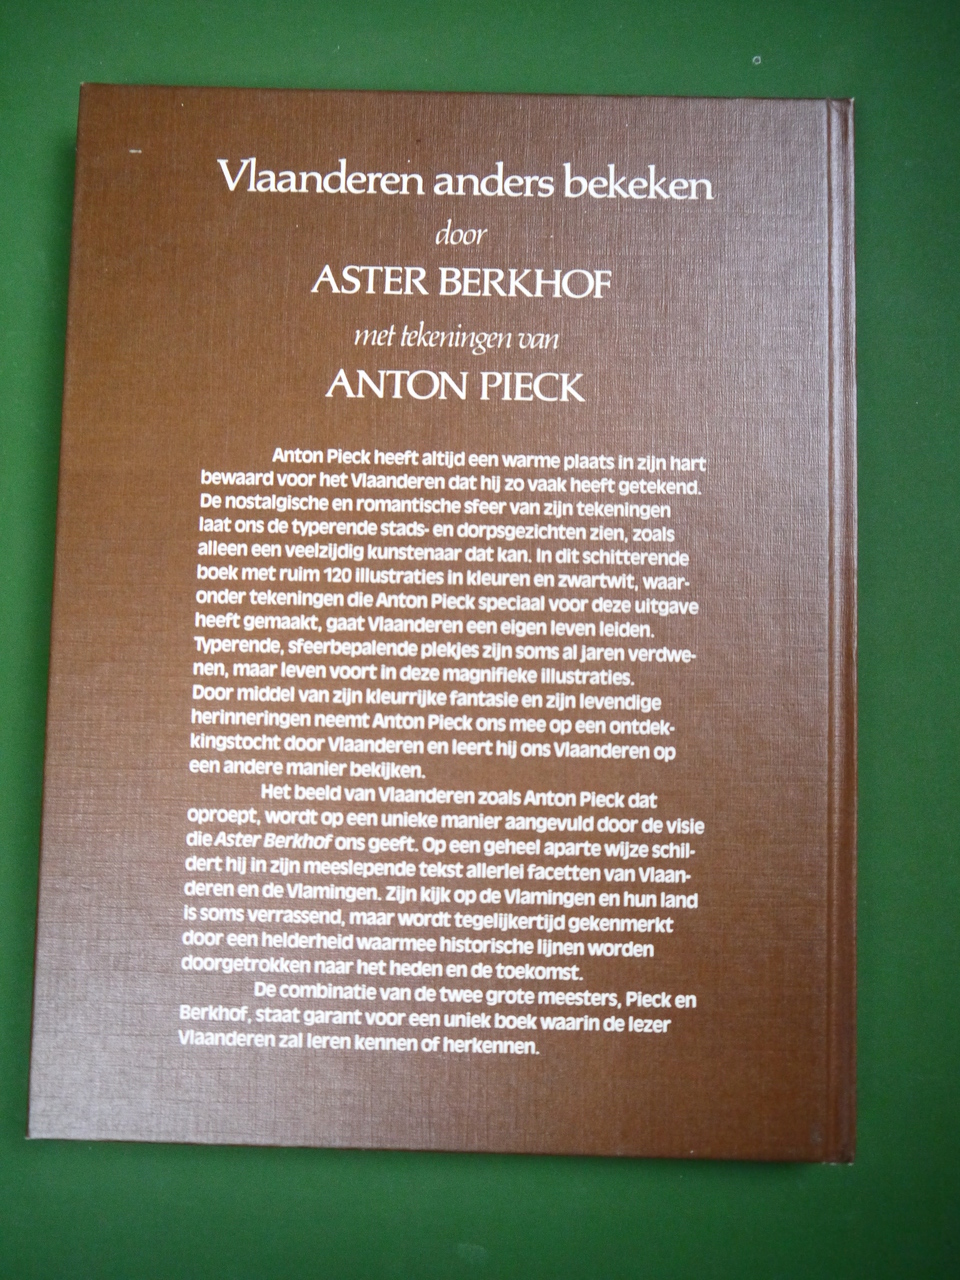 Vlaanderen anders bekeken
door
ASTER BERKHOF
met tekeningen van
ANTON PIECK
Anton Pieck heeft altijd een warme plaats in zijn hart
bewaard voor het Vlaanderen dat hij zo vaak heeft getekend.
De nostalgische en romantische sfeer van zijn tekeningen
laat ons de typerende stads- en dorpsgezichten zien, zoals
alleen een veelzijdig kunstenaar dat kan. In dit schitterende
boek met ruim 120 illustraties in kleuren en zwartwit, waar-
onder tekeningen die Anton Pieck speciaal voor deze uitgave
heeft gemaakt, gaat Vlaanderen een eigen leven leiden.
Typerende, sfeerbepalende plekjes zijn soms al jaren verdwe-
nen, maar leven voort in deze magnifieke illustraties.
Door middel van zijn kleurrijke fantasie en zijn levendige
herinneringen neemt Anton Pieck ons mee op een ontdek-
kingstocht door Vlaanderen en leert hij ons Vlaanderen op
een andere manier bekijken.
Het beeld van Vlaanderen zoals Anton Pieck dat
oproept, wordt op een unieke manier aangevuld door de visie
die Aster Berkhof ons geeft. Op een geheel aparte wijze schil-
dert hij in zijn meeslepende tekst allerlei facetten van Vlaan-
deren en de Vlamingen. Zijn kijk op de Vlamingen en hun land
is soms verrassend, maar wordt tegelijkertijd gekenmerkt
door een helderheid waarmee historische lijnen worden
doorgetrokken naar het heden en de toekomst.
De combinatie van de twee grote meesters, Pieck en
Berkhof, staat garant voor een uniek boek waarin de lezer
Vlaanderen zal leren kennen of herkennen.